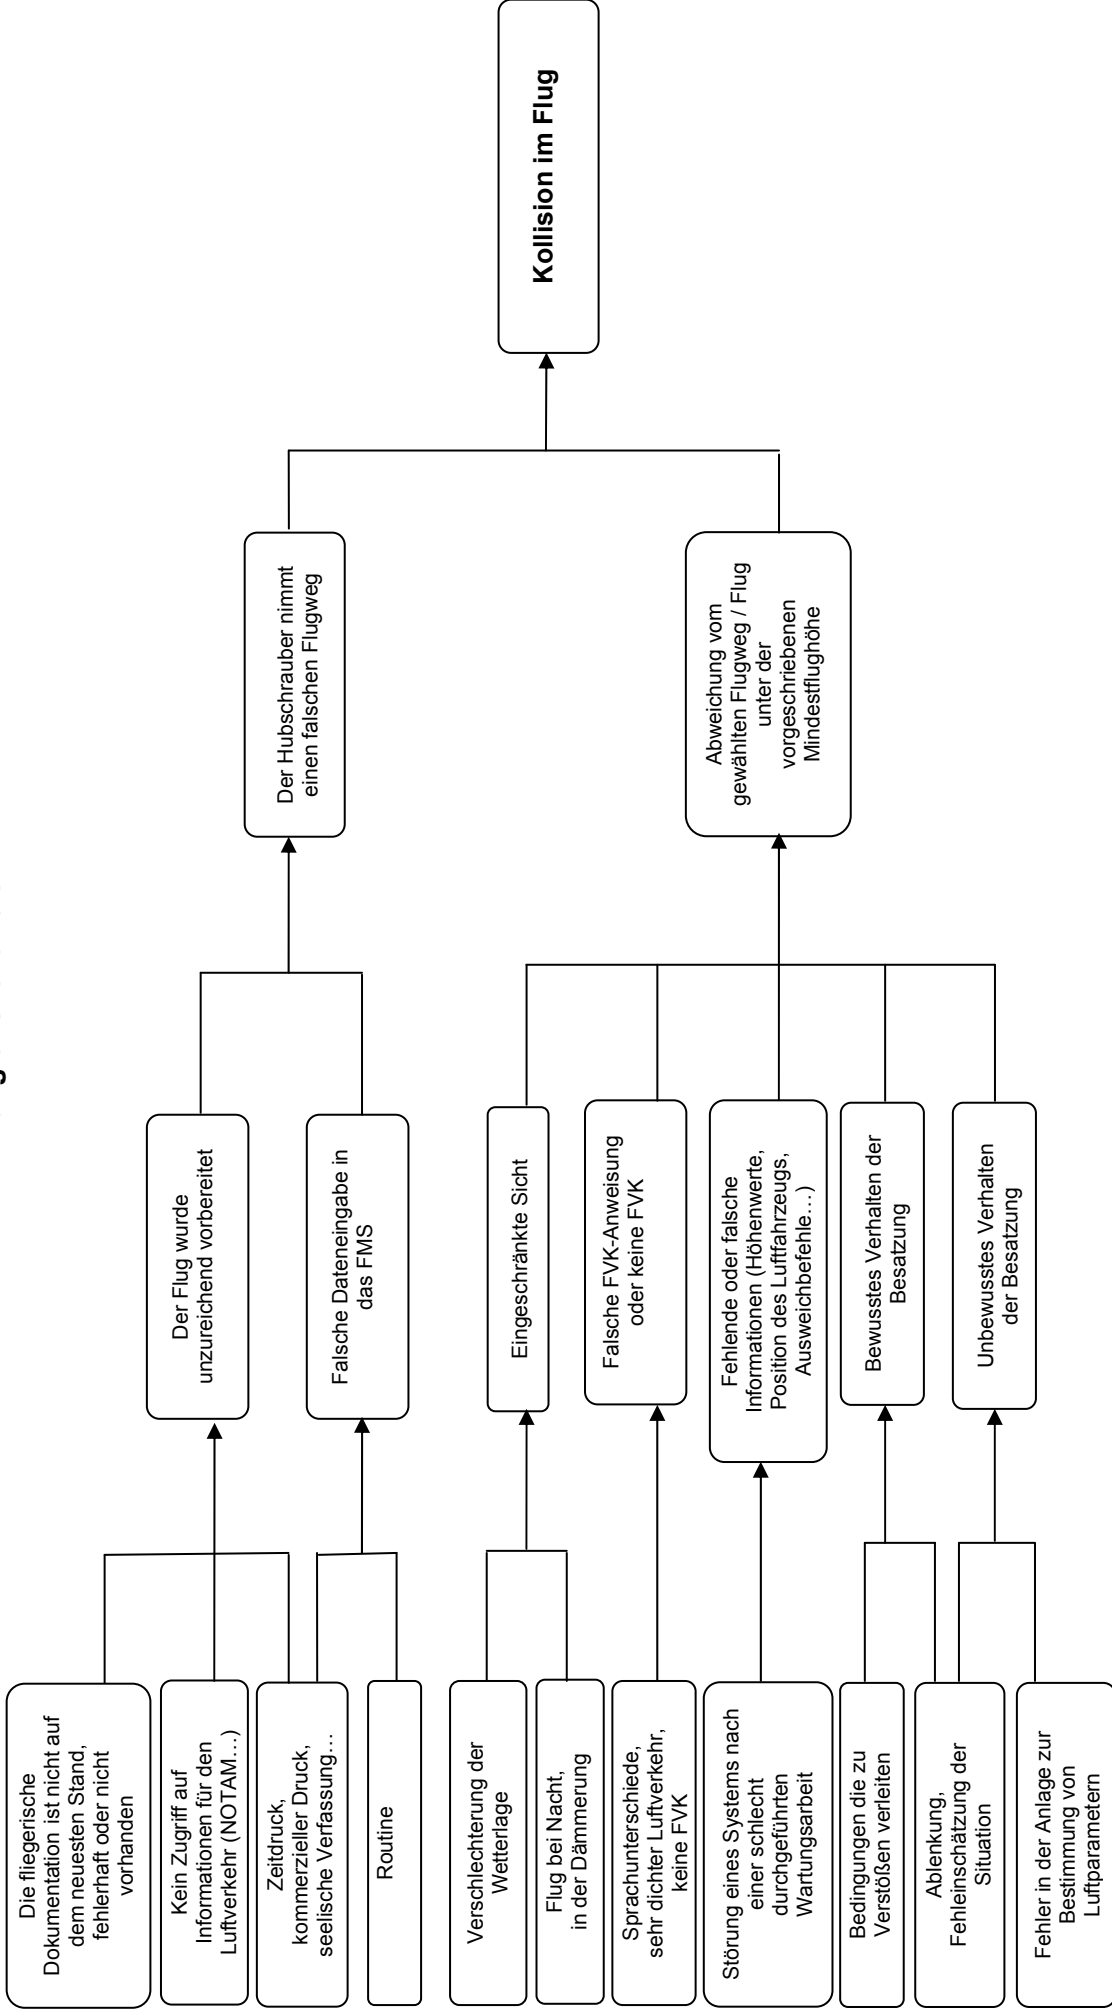 Die fliegerische
Dokumentation ist nicht auf
dem neuesten Stand,
fehlerhaft oder nicht
vorhanden
Kein Zugriff auf
Informationen für den
Luftverkehr (NOTAM…)
Zeitdruck,
kommerzieller Druck,
seelische Verfassung…
Routine
Verschlechterung der
Wetterlage
Flug bei Nacht,
in der Dämmerung
Sprachunterschiede,
sehr dichter Luftverkehr,
keine FVK
Störung eines Systems nach
einer schlecht
durchgeführten
Wartungsarbeit
Bedingungen die zu
Verstößen verleiten
Ablenkung,
Fehleinschätzung der
Situation
Fehler in der Anlage zur
Bestimmung von
Luftparametern
Der Flug wurde
unzureichend vorbereitet
Falsche Dateneingabe in
das FMS
Eingeschränkte Sicht
Falsche FVK-Anweisung
oder keine FVK
Fehlende oder falsche
Informationen (Höhenwerte,
Position des Luftfahrzeugs,
Ausweichbefehle…)
Bewusstes Verhalten der
Besatzung
Unbewusstes Verhalten
der Besatzung
Der Hubschrauber nimmt
einen falschen Flugweg
Abweichung vom
gewählten Flugweg / Flug
unter der
vorgeschriebenen
Mindestflughöhe
Kollision im Flug